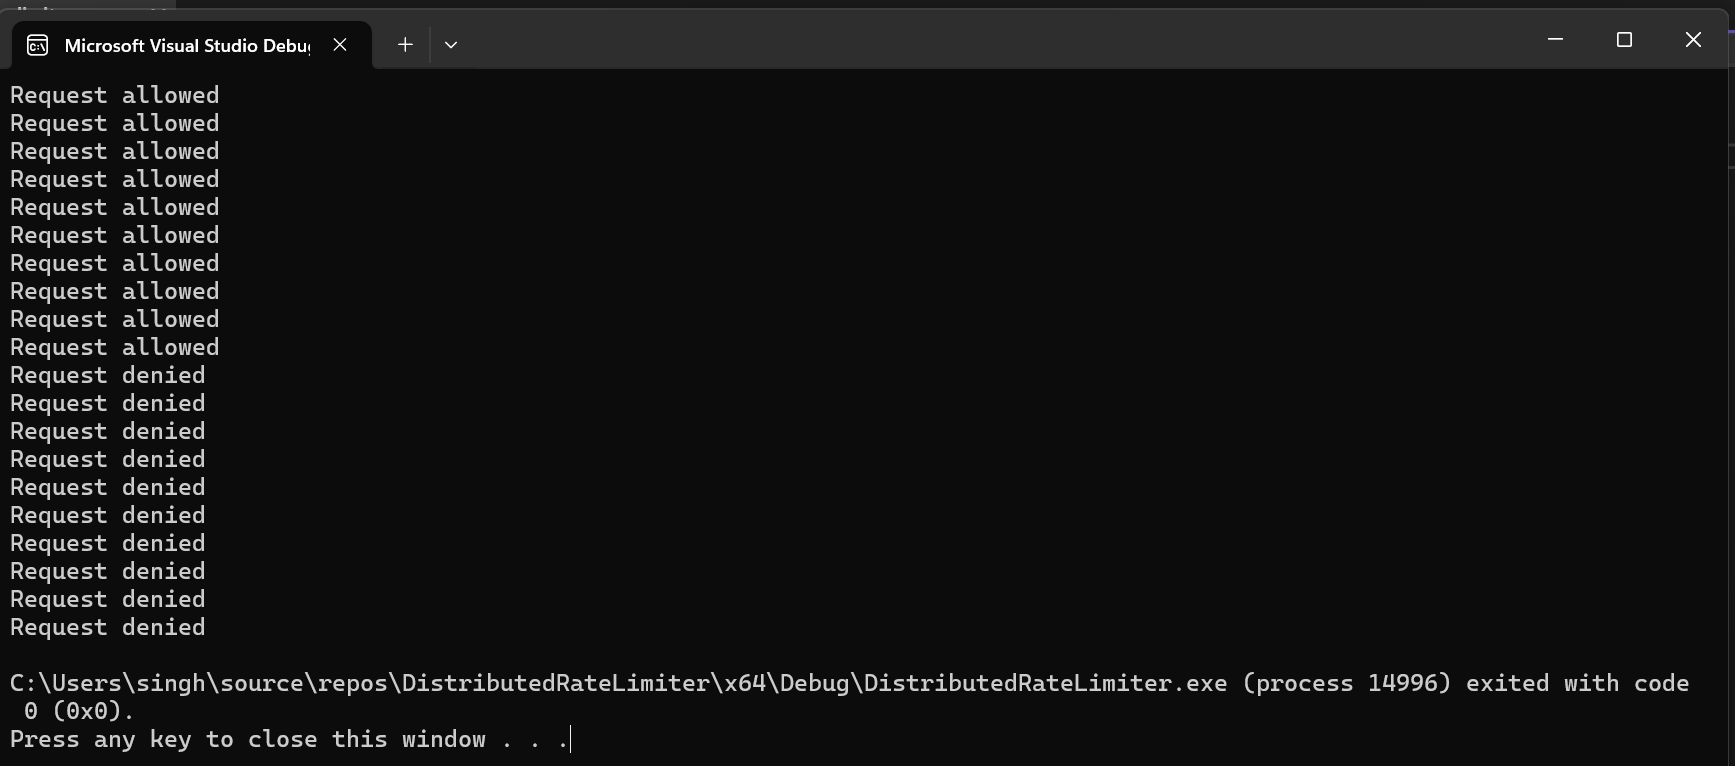 Microsoft Visual Studio Debug
Request allowed
Request allowed
Request allowed
Request allowed
Request allowed
Request allowed
Request allowed
Request allowed
Request allowed
Request allowed
Request denied
Request denied
Request denied
Request denied
Request denied
Request denied
Request denied
Request denied
Request denied
Request denied
C:\Users\singh\source\repos\DistributedRateLimiter\x64\Debug\DistributedRateLimiter.exe (process 14996) exited with code
0 (0x0).
Press any key to close this window . . .